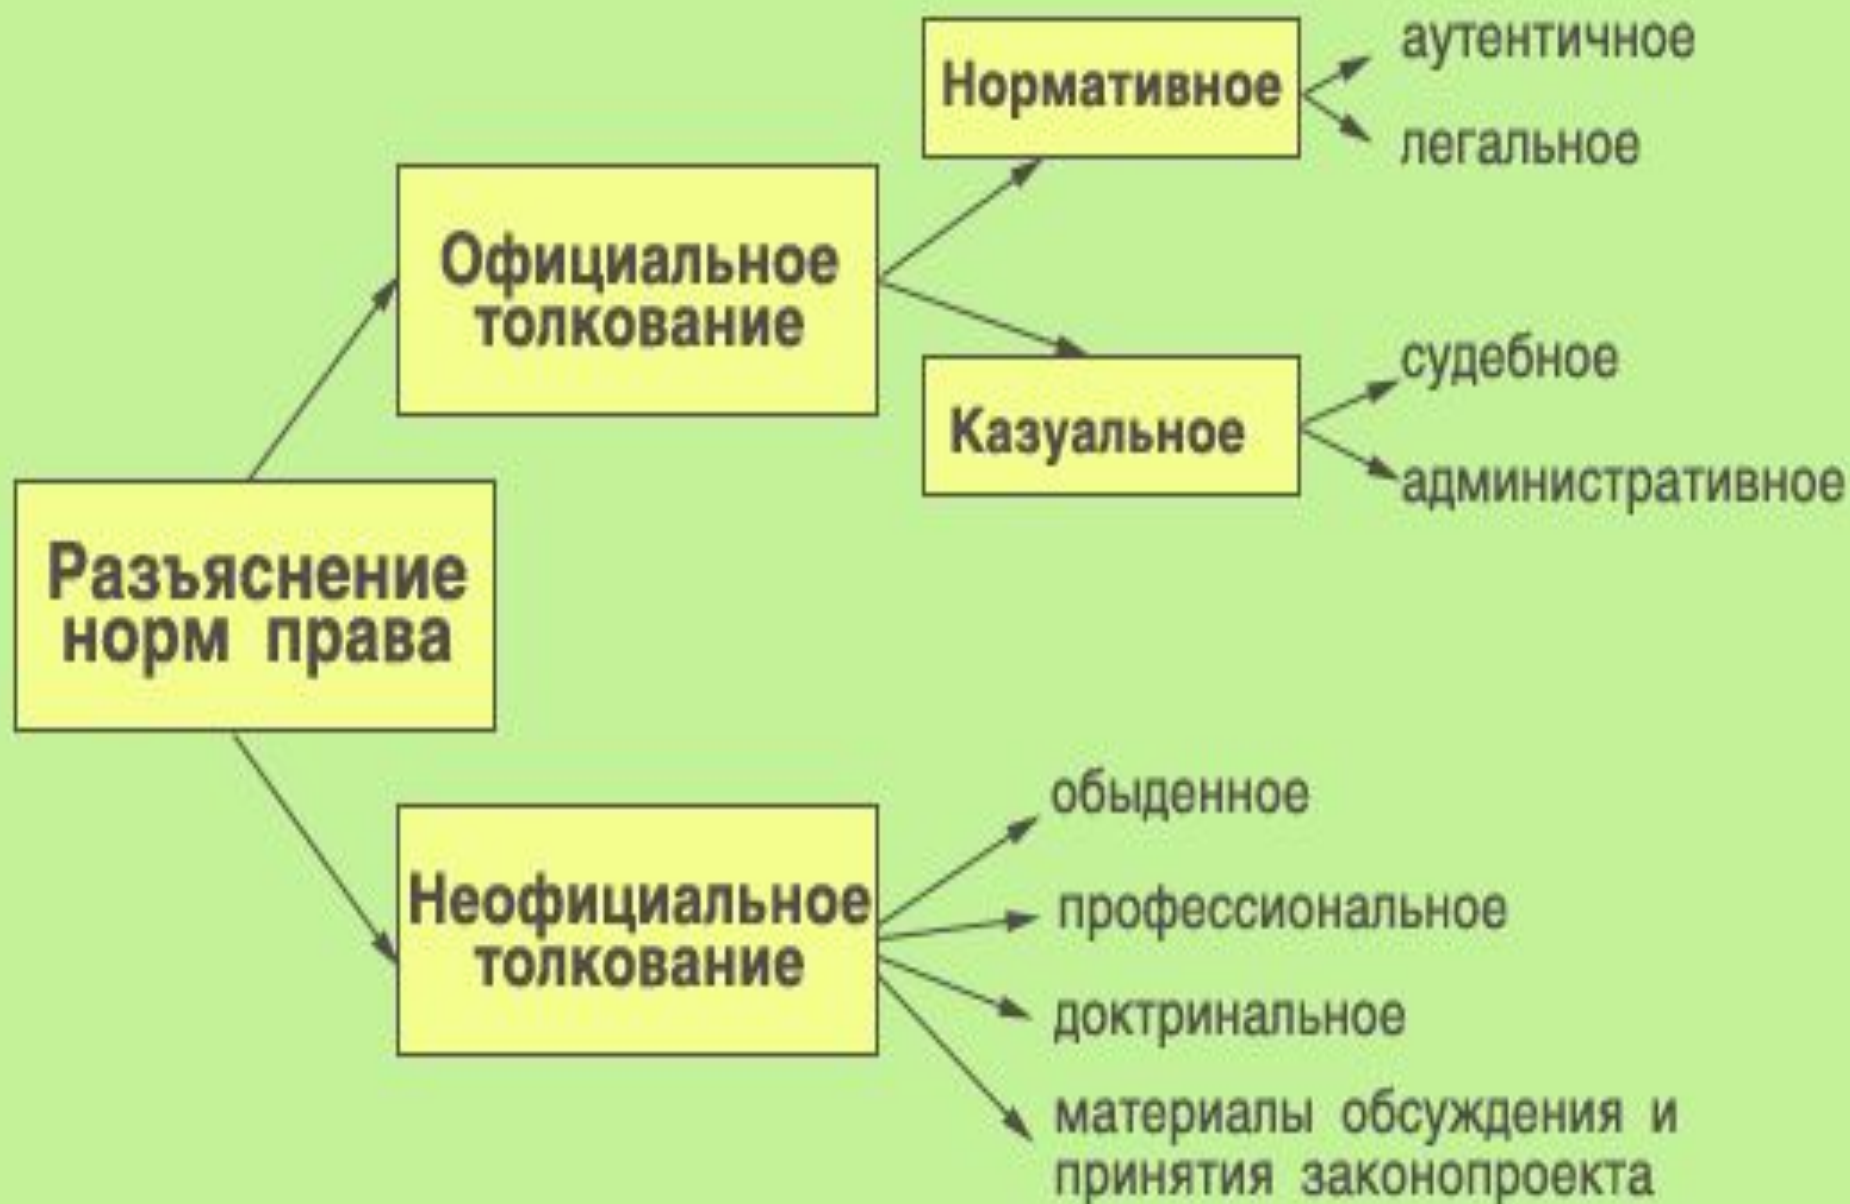 Разъяснение
норм права
Официальное
толкование
Нормативное
аутентичное
легальное
Казуальное
судебное
административное
Неофициальное
толкование
обыденное
профессиональное
доктринальное
материалы обсуждения и
принятия законопроекта